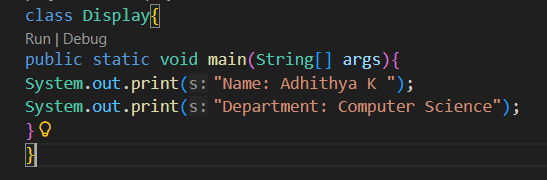 class Display{
Run | Debug
public static void main(String[] args){
System.out.print(s:"Name: Adhithya K ");
System.out.print(s:"Department: Computer Science");
}
}